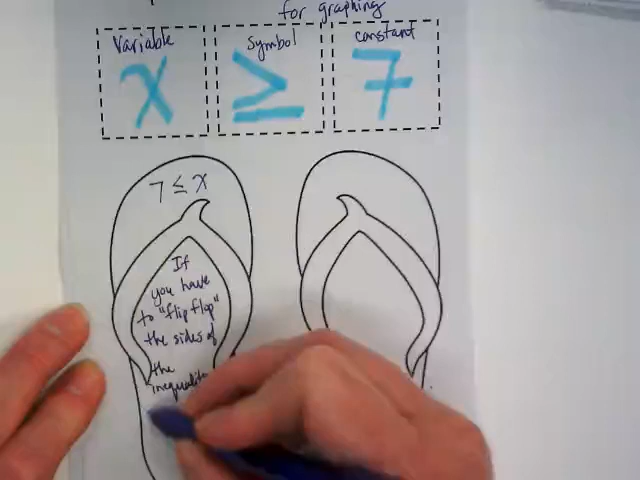 for graphing
Variable
symbol
constant
x
≥
7
7 ≤ x
If
you have
to "flip flop"
the sides of
the
inequality